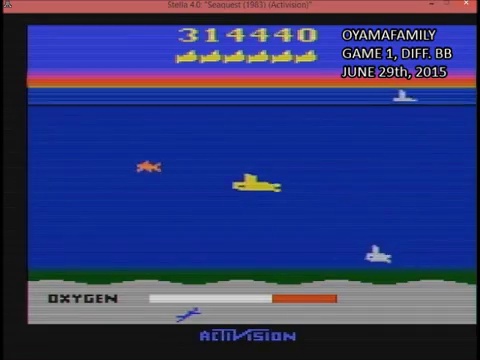 Stella 4.0: "Seaquest (1983) (Activision)"
314440
OYAMAFAMILY
GAME 1, DIFF. BB
JUNE 29th, 2015
OXYGEN
ACTIVISION